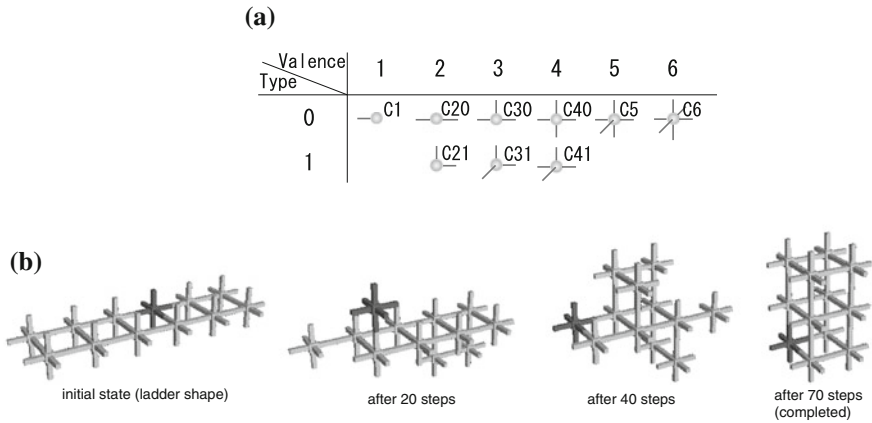 (a)
Valence
Type
1 2 3 4 5 6
0 C1 C20 C30 C40 C5 C6
1 C21 C31 C41
(b)
initial state (ladder shape)
after 20 steps
after 40 steps
after 70 steps
(completed)